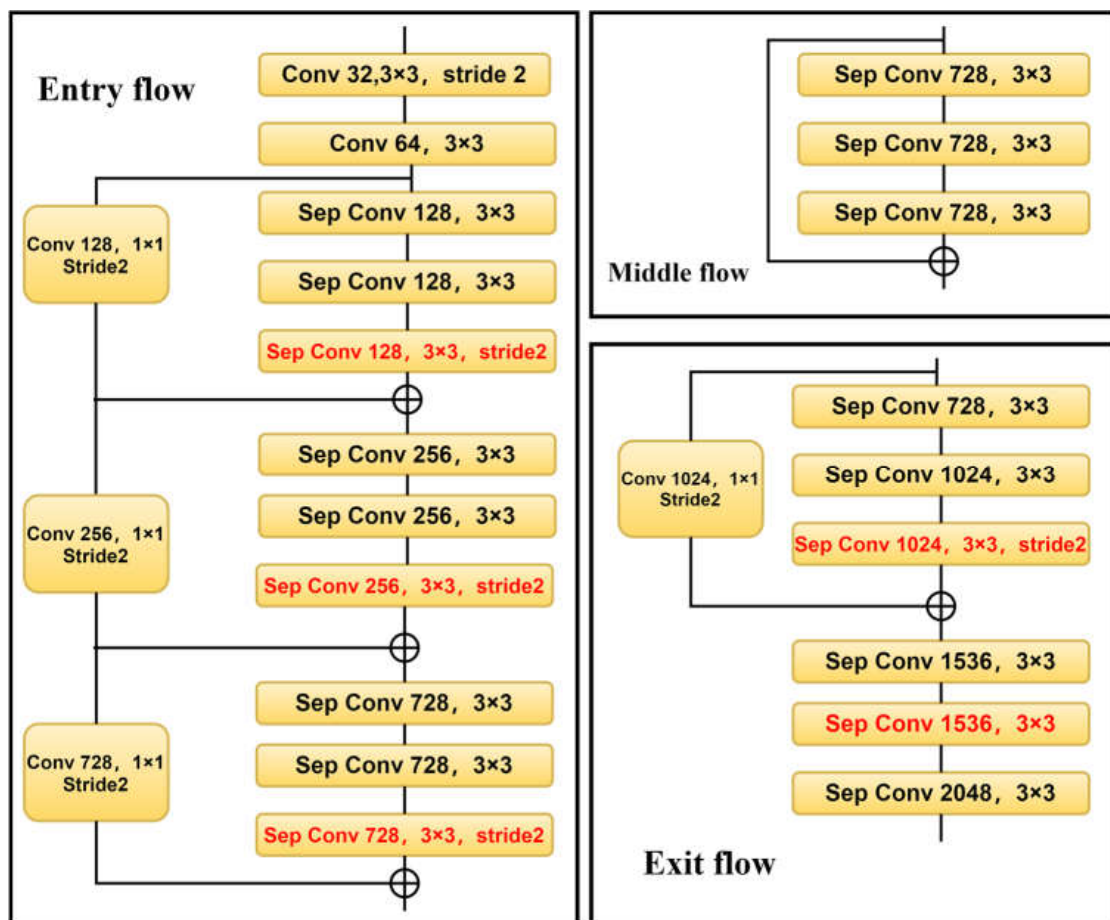 Entry flow
Conv 32,3×3, stride 2
Conv 64, 3×3
Sep Conv 128, 3×3
Conv 128, 1×1
Stride2
Sep Conv 128, 3×3
Sep Conv 128, 3×3, stride2
Sep Conv 256, 3×3
Sep Conv 256, 3×3
Conv 256, 1×1
Stride2
Sep Conv 256, 3×3, stride2
Sep Conv 728, 3×3
Sep Conv 728, 3×3
Conv 728, 1×1
Stride2
Sep Conv 728, 3×3, stride2
Sep Conv 728, 3×3
Sep Conv 728, 3×3
Sep Conv 728, 3×3
Middle flow
Sep Conv 728, 3×3
Sep Conv 1024, 3×3
Conv 1024, 1×1
Stride2
Sep Conv 1024, 3×3, stride2
Sep Conv 1536, 3×3
Sep Conv 1536, 3×3
Sep Conv 2048, 3×3
Exit flow